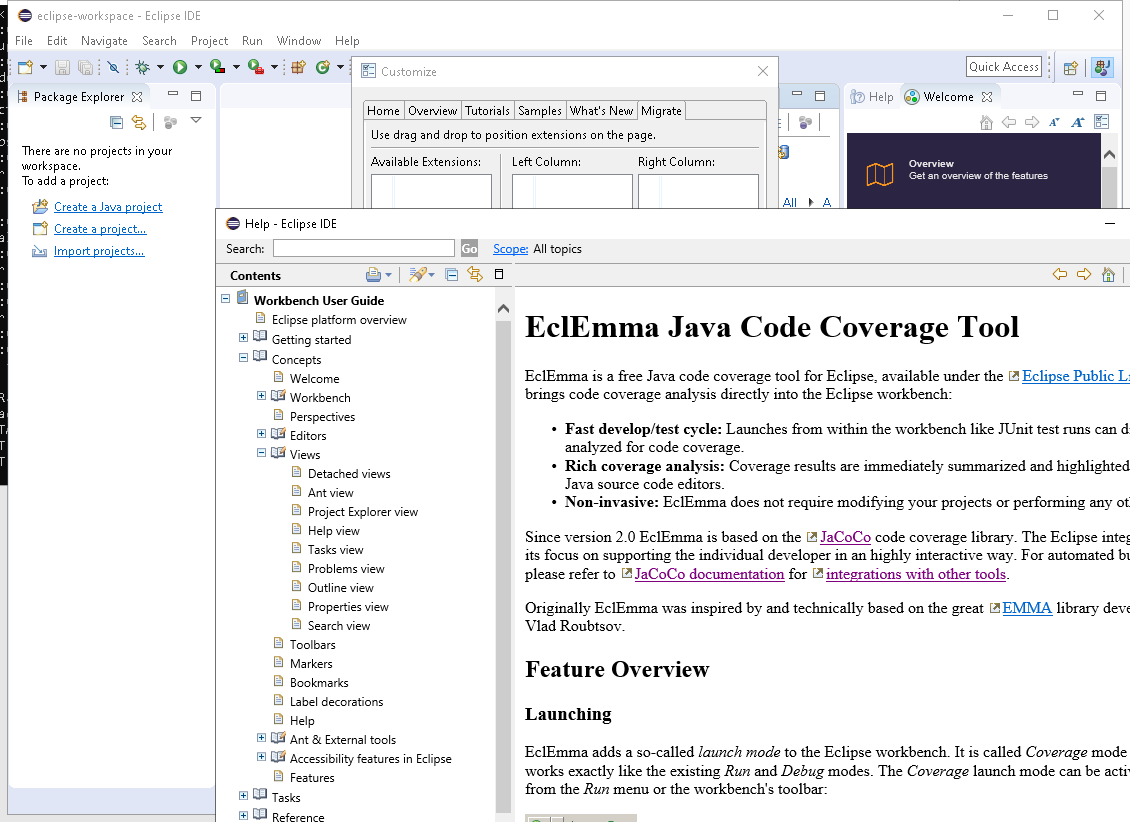 eclipse-workspace - Eclipse IDE
File Edit Navigate Search Project Run Window Help
Quick Access
Package Explorer
There are no projects in your
workspace.
To add a project:
Create a Java project
Create a project...
Import projects...
Customize
Home Overview Tutorials Samples What's New Migrate
Use drag and drop to position extensions on the page.
Available Extensions: Left Column: Right Column:
All A
Help Welcome
Overview
Get an overview of the features
Help - Eclipse IDE
Search: Go Scope: All topics
Contents
Workbench User Guide
Eclipse platform overview
Getting started
Concepts
Welcome
Workbench
Perspectives
Editors
Views
Detached views
Ant view
Project Explorer view
Help view
Tasks view
Problems view
Outline view
Properties view
Search view
Toolbars
Markers
Bookmarks
Label decorations
Help
Ant & External tools
Accessibility features in Eclipse
Features
Tasks
Reference
EclEmma Java Code Coverage Tool
EclEmma is a free Java code coverage tool for Eclipse, available under the Eclipse Public Li
brings code coverage analysis directly into the Eclipse workbench:
• Fast develop/test cycle: Launches from within the workbench like JUnit test runs can di
analyzed for code coverage.
• Rich coverage analysis: Coverage results are immediately summarized and highlighted
Java source code editors.
• Non-invasive: EclEmma does not require modifying your projects or performing any oth
Since version 2.0 EclEmma is based on the JaCoCo code coverage library. The Eclipse integ
its focus on supporting the individual developer in an highly interactive way. For automated bu
please refer to JaCoCo documentation for integrations with other tools.
Originally EclEmma was inspired by and technically based on the great EMMA library deve
Vlad Roubtsov.
Feature Overview
Launching
EclEmma adds a so-called launch mode to the Eclipse workbench. It is called Coverage mode
works exactly like the existing Run and Debug modes. The Coverage launch mode can be activ
from the Run menu or the workbench's toolbar: